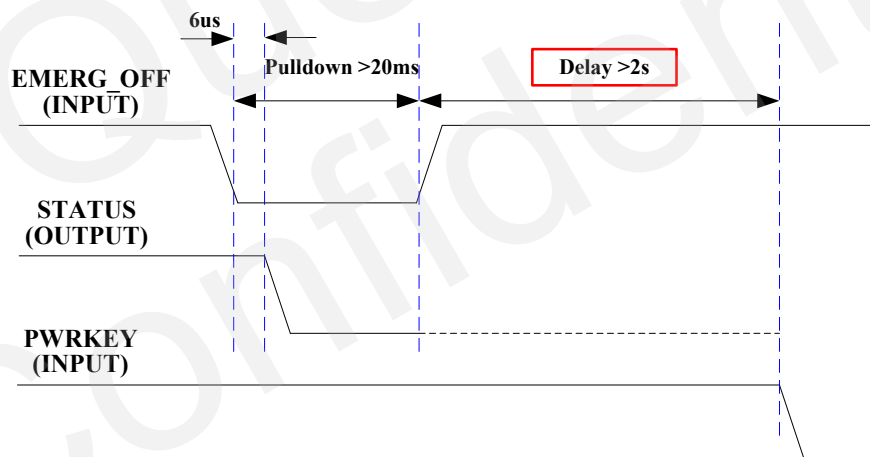 6us
Pulldown >20ms
Delay >2s
EMERG_OFF
(INPUT)
STATUS
(OUTPUT)
PWRKEY
(INPUT)